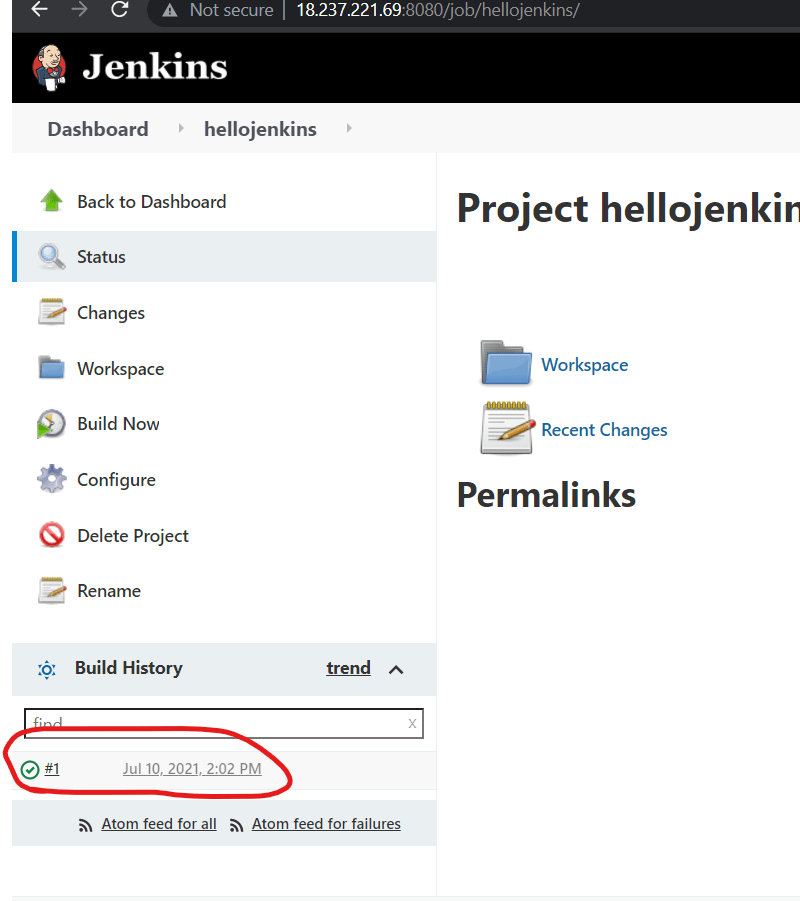 Not secure | 18.237.221.69:8080/job/hellojenkins/
Jenkins
Dashboard hellojenkins
Back to Dashboard
Status
Changes
Workspace
Build Now
Configure
Delete Project
Rename
Build History trend
find x
#1 Jul 10, 2021, 2:02 PM
Atom feed for all Atom feed for failures
Project hellojenkin
Workspace
Recent Changes
Permalinks